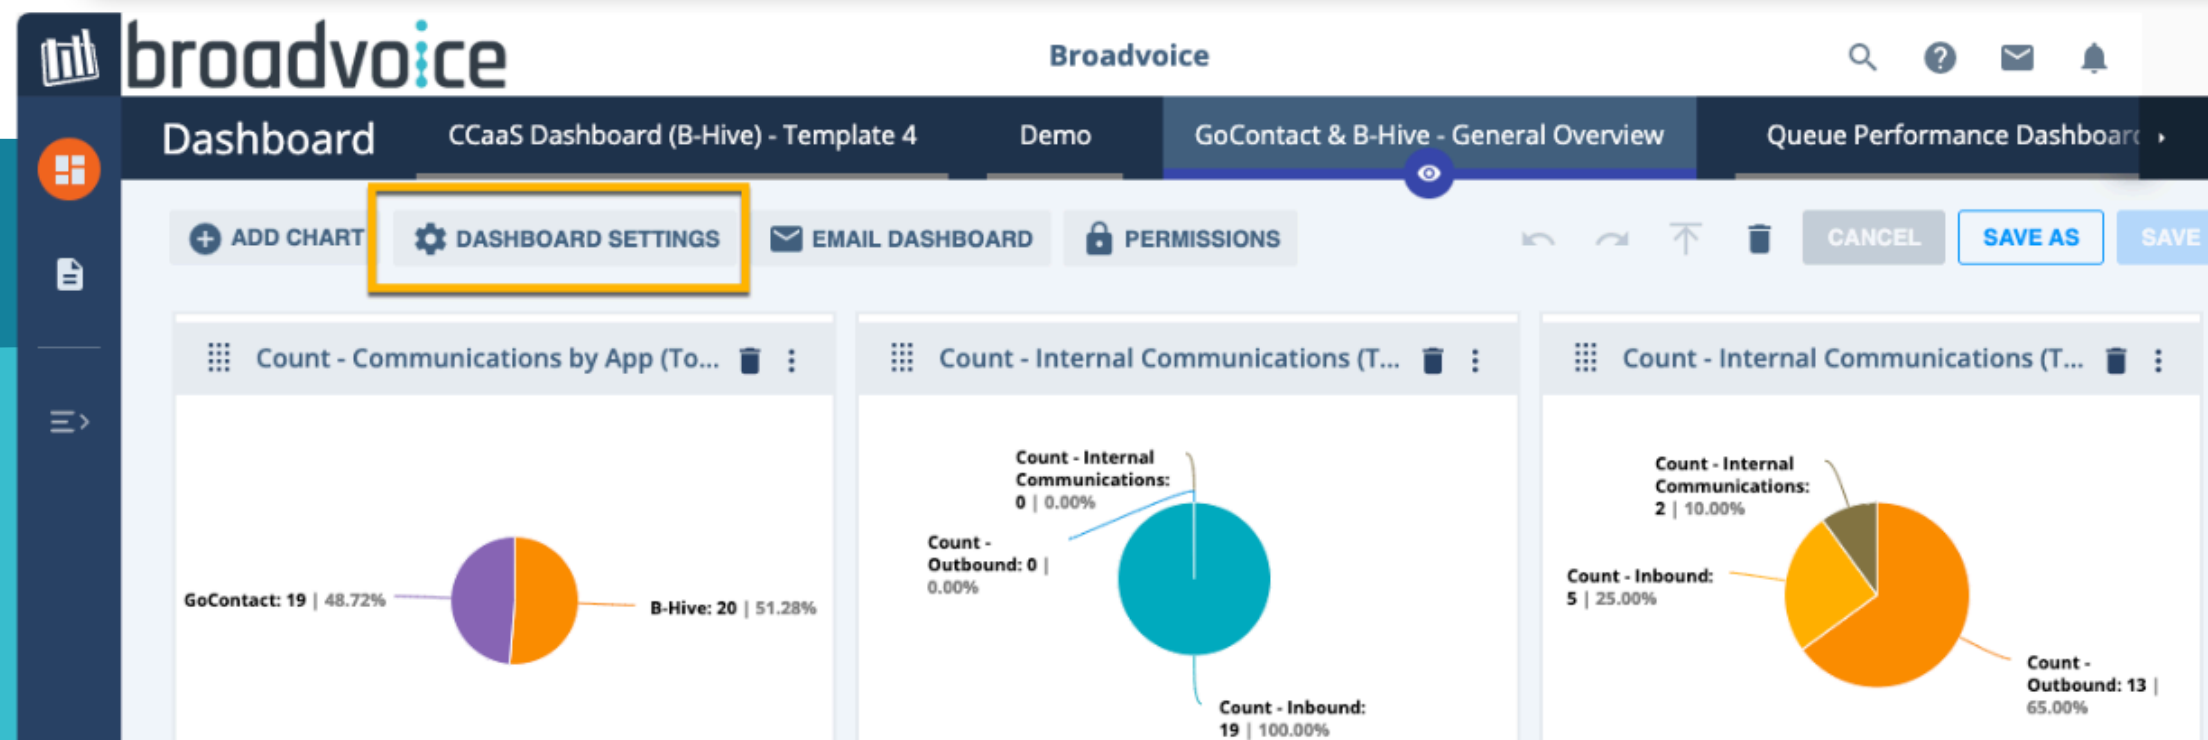 broadvoice
Broadvoice
Dashboard
CCaaS Dashboard (B-Hive) - Template 4
Demo
GoContact & B-Hive - General Overview
Queue Performance Dashboard
ADD CHART
DASHBOARD SETTINGS
EMAIL DASHBOARD
PERMISSIONS
CANCEL
SAVE AS
SAVE
Count - Communications by App (To...
Count - Internal Communications (T...
Count - Internal Communications (T...
GoContact: 19 | 48.72%
B-Hive: 20 | 51.28%
Count - Internal
Communications:
0 | 0.00%
Count -
Outbound: 0 |
0.00%
Count - Inbound:
19 | 100.00%
Count - Internal
Communications:
2 | 10.00%
Count - Inbound:
5 | 25.00%
Count -
Outbound: 13 |
65.00%